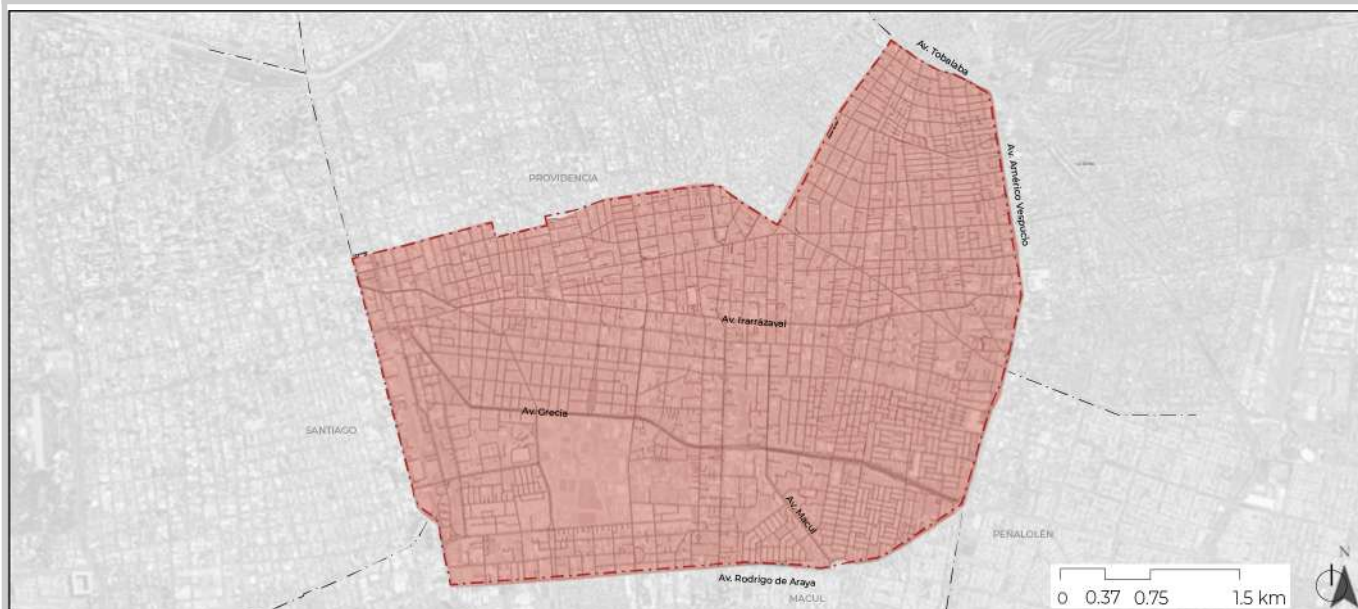 Av. Tobalaba
Av. Américo Vespucio
PROVIDENCIA
Av. Irarrázaval
Av. Grecia
SANTIAGO
Av. Macul
PEÑALOLÉN
Av. Rodrigo de Araya
MACUL
N
0 0.37 0.75 1.5 km